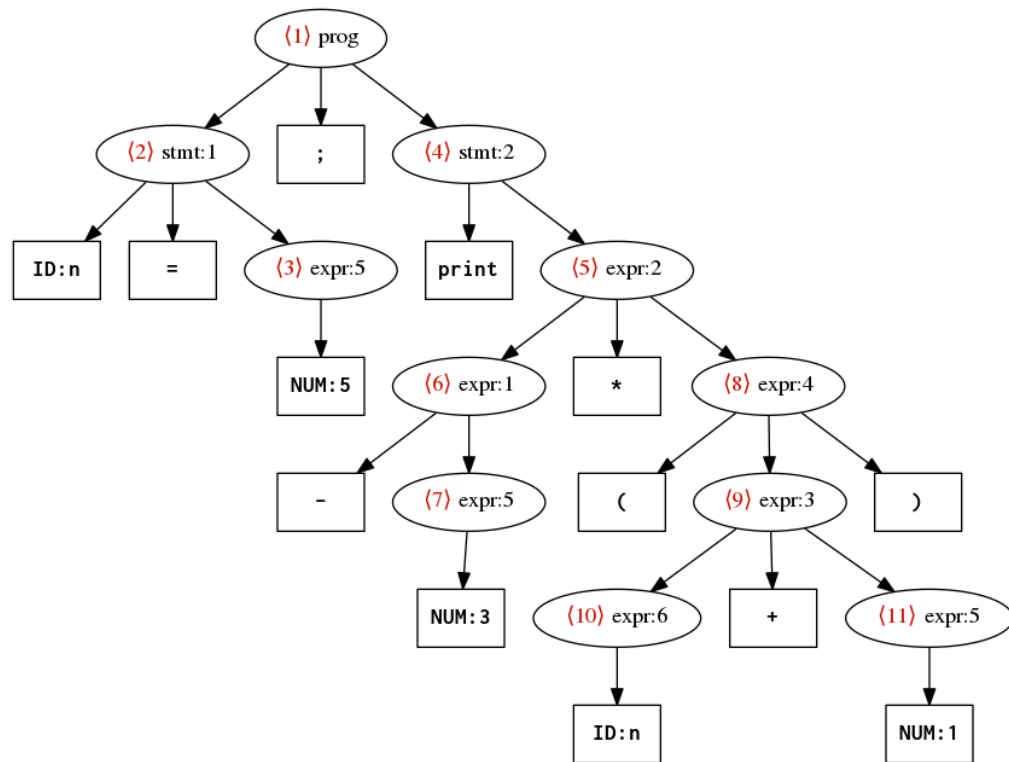 ⟨1⟩ prog
⟨2⟩ stmt:1
;
⟨4⟩ stmt:2
ID:n
=
⟨3⟩ expr:5
print
⟨5⟩ expr:2
NUM:5
⟨6⟩ expr:1
*
⟨8⟩ expr:4
-
⟨7⟩ expr:5
(
⟨9⟩ expr:3
)
NUM:3
⟨10⟩ expr:6
+
⟨11⟩ expr:5
ID:n
NUM:1